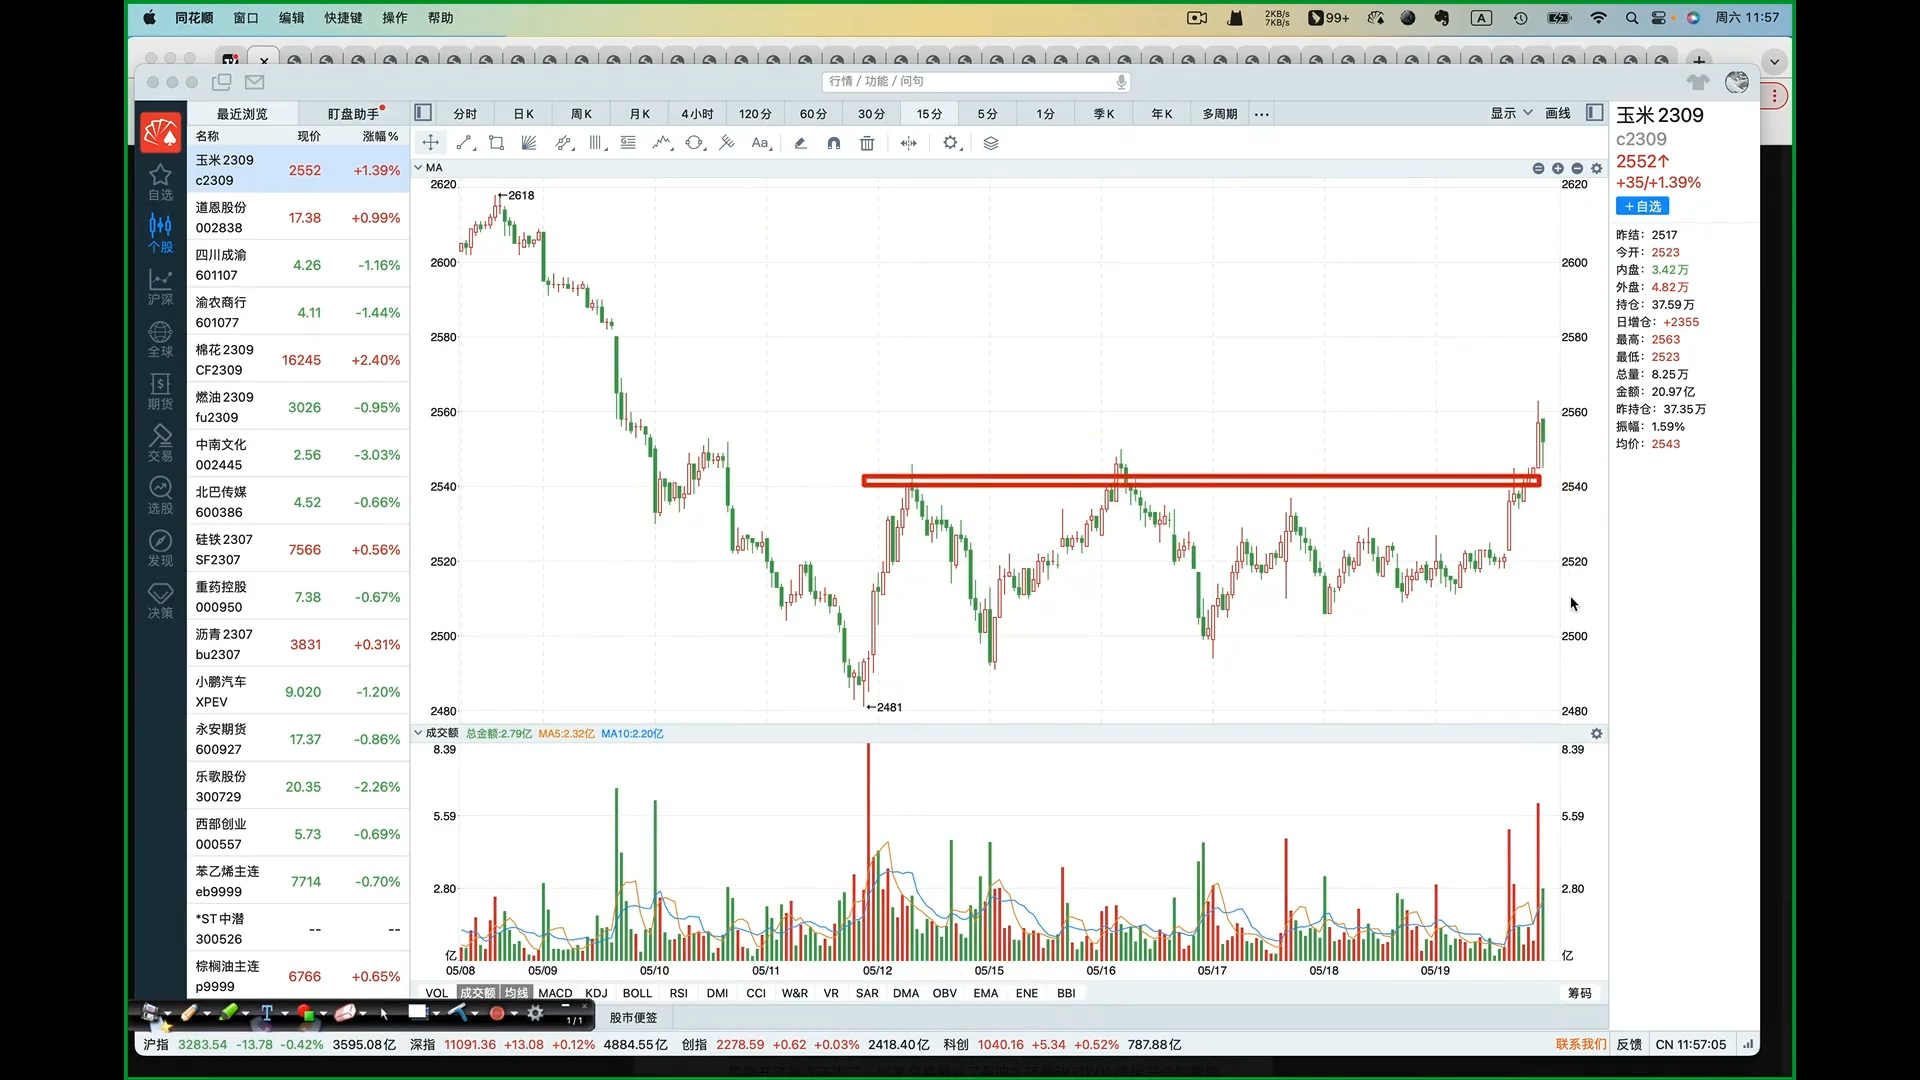 同花顺 窗口 编辑 快捷键 操作 帮助
2KB/s
7KB/s
99+
A
周六 11:57
行情 / 功能 / 问句
最近浏览 盯盘助手
分时 日K 周K 月K 4小时 120分 60分 30分 15分 5分 1分 季K 年K 多周期 ...
显示 画线
名称 现价 涨幅%
玉米2309 2552 +1.39%
c2309
道恩股份 17.38 +0.99%
002838
四川成渝 4.26 -1.16%
601107
渝农商行 4.11 -1.44%
601077
棉花2309 16245 +2.40%
CF2309
燃油2309 3026 -0.95%
fu2309
中南文化 2.56 -3.03%
002445
北巴传媒 4.52 -0.66%
600386
硅铁2307 7566 +0.56%
SF2307
重药控股 7.38 -0.67%
000950
沥青2307 3831 +0.31%
bu2307
小鹏汽车 9.020 -1.20%
XPEV
永安期货 17.37 -0.86%
600927
乐歌股份 20.35 -2.26%
300729
西部创业 5.73 -0.69%
000557
苯乙烯主连 7714 -0.70%
eb9999
*ST中潜 -- --
300526
棕榈油主连 6766 +0.65%
p9999
自选
个股
沪深
全球
期货
交易
选股
发现
决策
Aa
MA
2620 2620
←2618
2600 2600
2580 2580
2560 2560
2540 2540
2520 2520
2500 2500
2480 2480
←2481
成交额 总金额:2.79亿 MA5:2.32亿 MA10:2.20亿
8.39 8.39
5.59 5.59
2.80 2.80
亿 亿
05/08 05/09 05/10 05/11 05/12 05/15 05/16 05/17 05/18 05/19
VOL 成交额 均线 MACD KDJ BOLL RSI DMI CCI W&R VR SAR DMA OBV EMA ENE BBI
筹码
1/1
股市便签
玉米2309
c2309
2552↑
+35/+1.39%
+自选
昨结: 2517
今开: 2523
内盘: 3.42万
外盘: 4.82万
持仓: 37.59万
日增仓: +2355
最高: 2563
最低: 2523
总量: 8.25万
金额: 20.97亿
昨持仓: 37.35万
振幅: 1.59%
均价: 2543
沪指 3283.54 -13.78 -0.42% 3595.08亿 深指 11091.36 +13.08 +0.12% 4884.55亿 创指 2278.59 +0.62 +0.03% 2418.40亿 科创 1040.16 +5.34 +0.52% 787.88亿
联系我们 反馈 CN 11:57:05